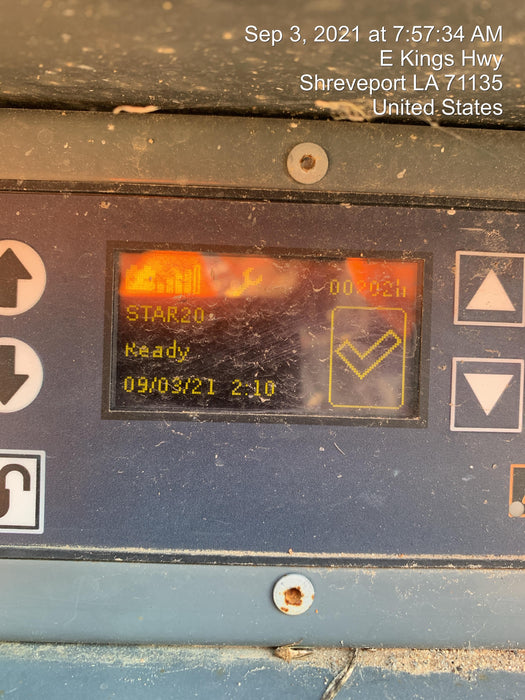 Sep 3, 2021 at 7:57:34 AM
E Kings Hwy
Shreveport LA 71135
United States
00202h
STAR20
Ready
09/03/21 2:10